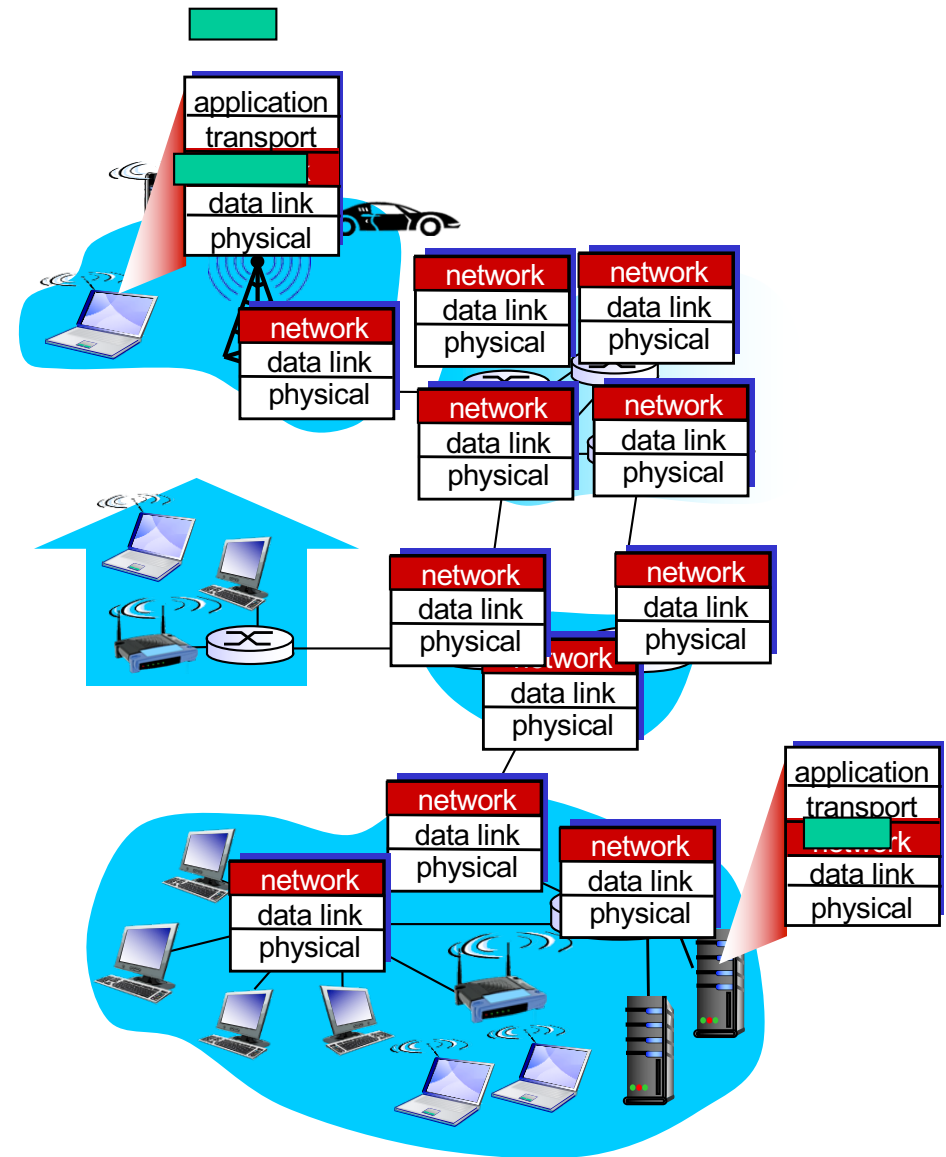 application
transport
data link
physical
network
data link
physical
network
data link
physical
network
data link
physical
network
data link
physical
network
data link
physical
network
data link
physical
network
data link
physical
network
data link
physical
network
data link
physical
application
transport
network
data link
physical
network
data link
physical
network
data link
physical